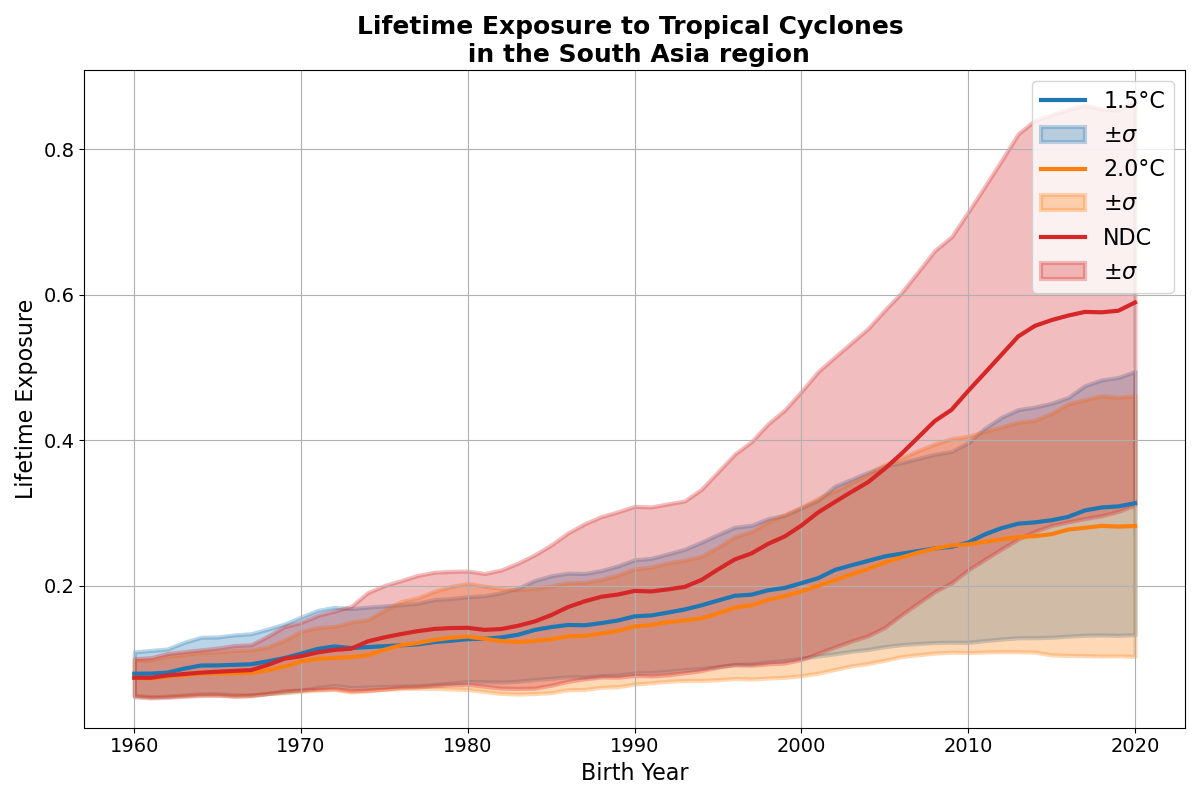 Lifetime Exposure to Tropical Cyclones
in the South Asia region
Lifetime Exposure
0.8
0.6
0.4
0.2
1960
1970
1980
1990
2000
2010
2020
Birth Year
1.5°C
±σ
2.0°C
±σ
NDC
±σ